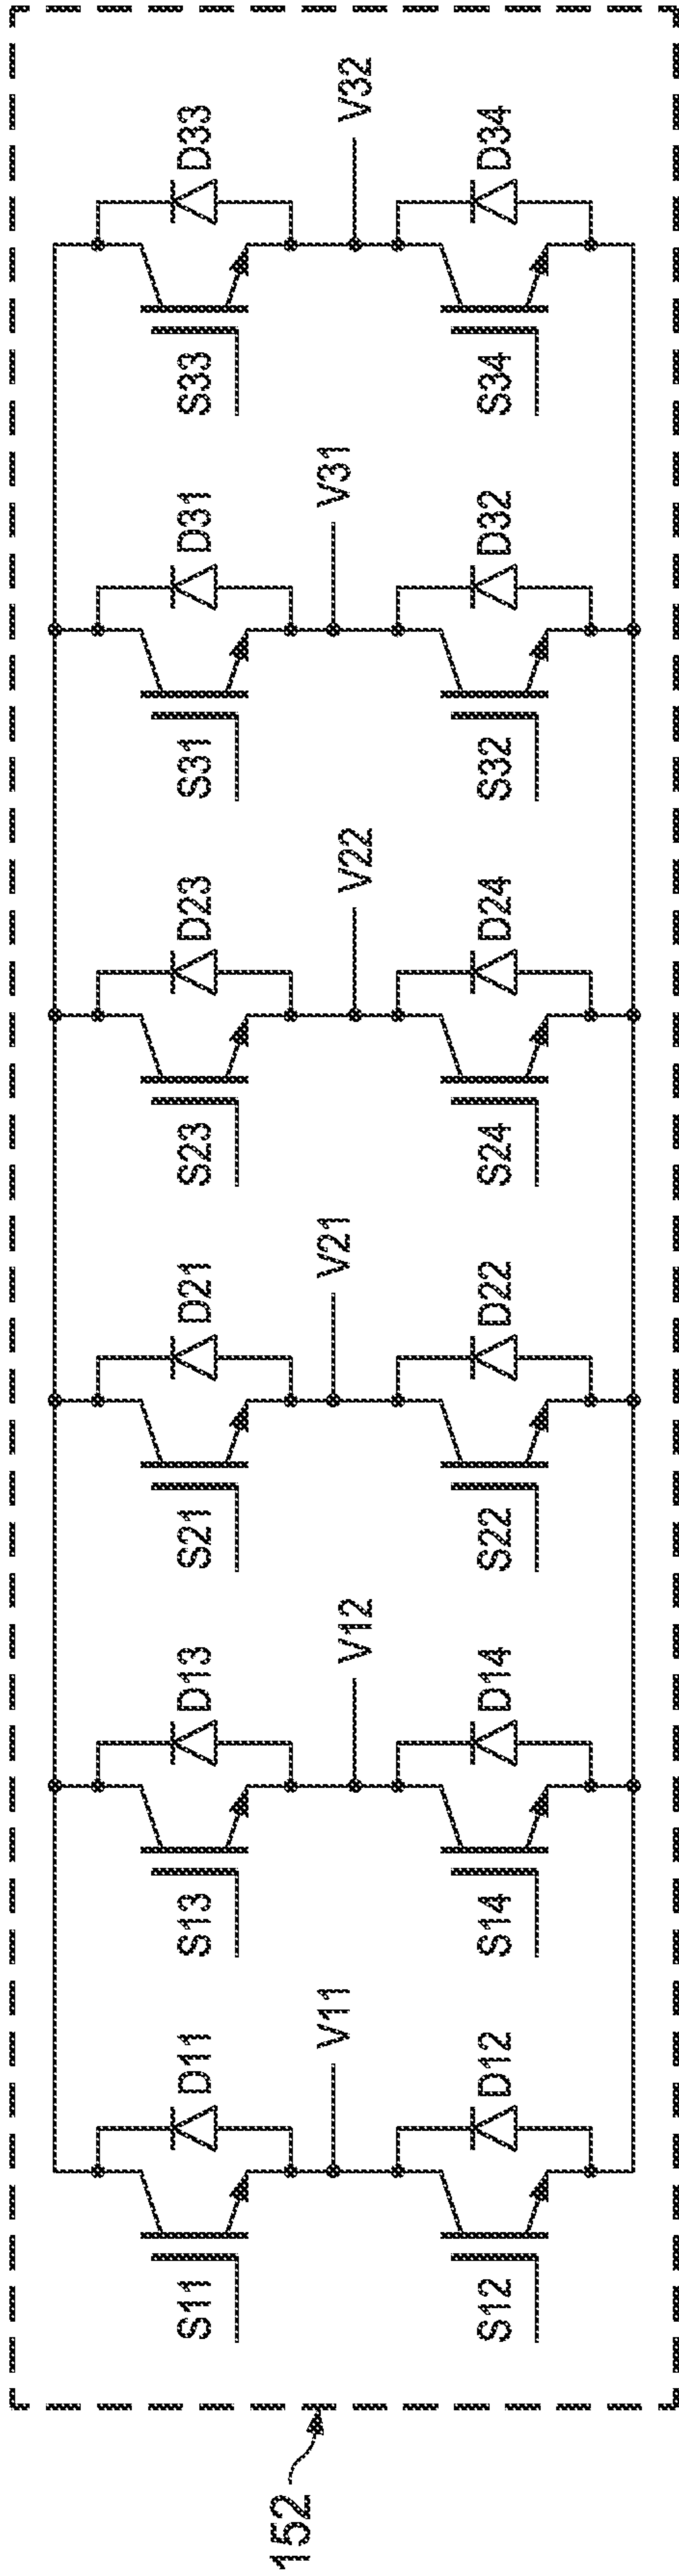 152
S11
D11
V11
S12
D12
S13
D13
V12
S14
D14
S21
D21
V21
S22
D22
S23
D23
V22
S24
D24
S31
D31
V31
S32
D32
S33
D33
V32
S34
D34